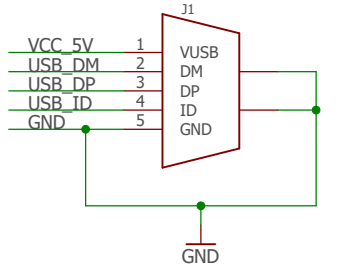 J1
VCC_5V 1 VUSB
USB_DM 2 DM
USB_DP 3 DP
USB_ID 4 ID
GND 5 GND
GND